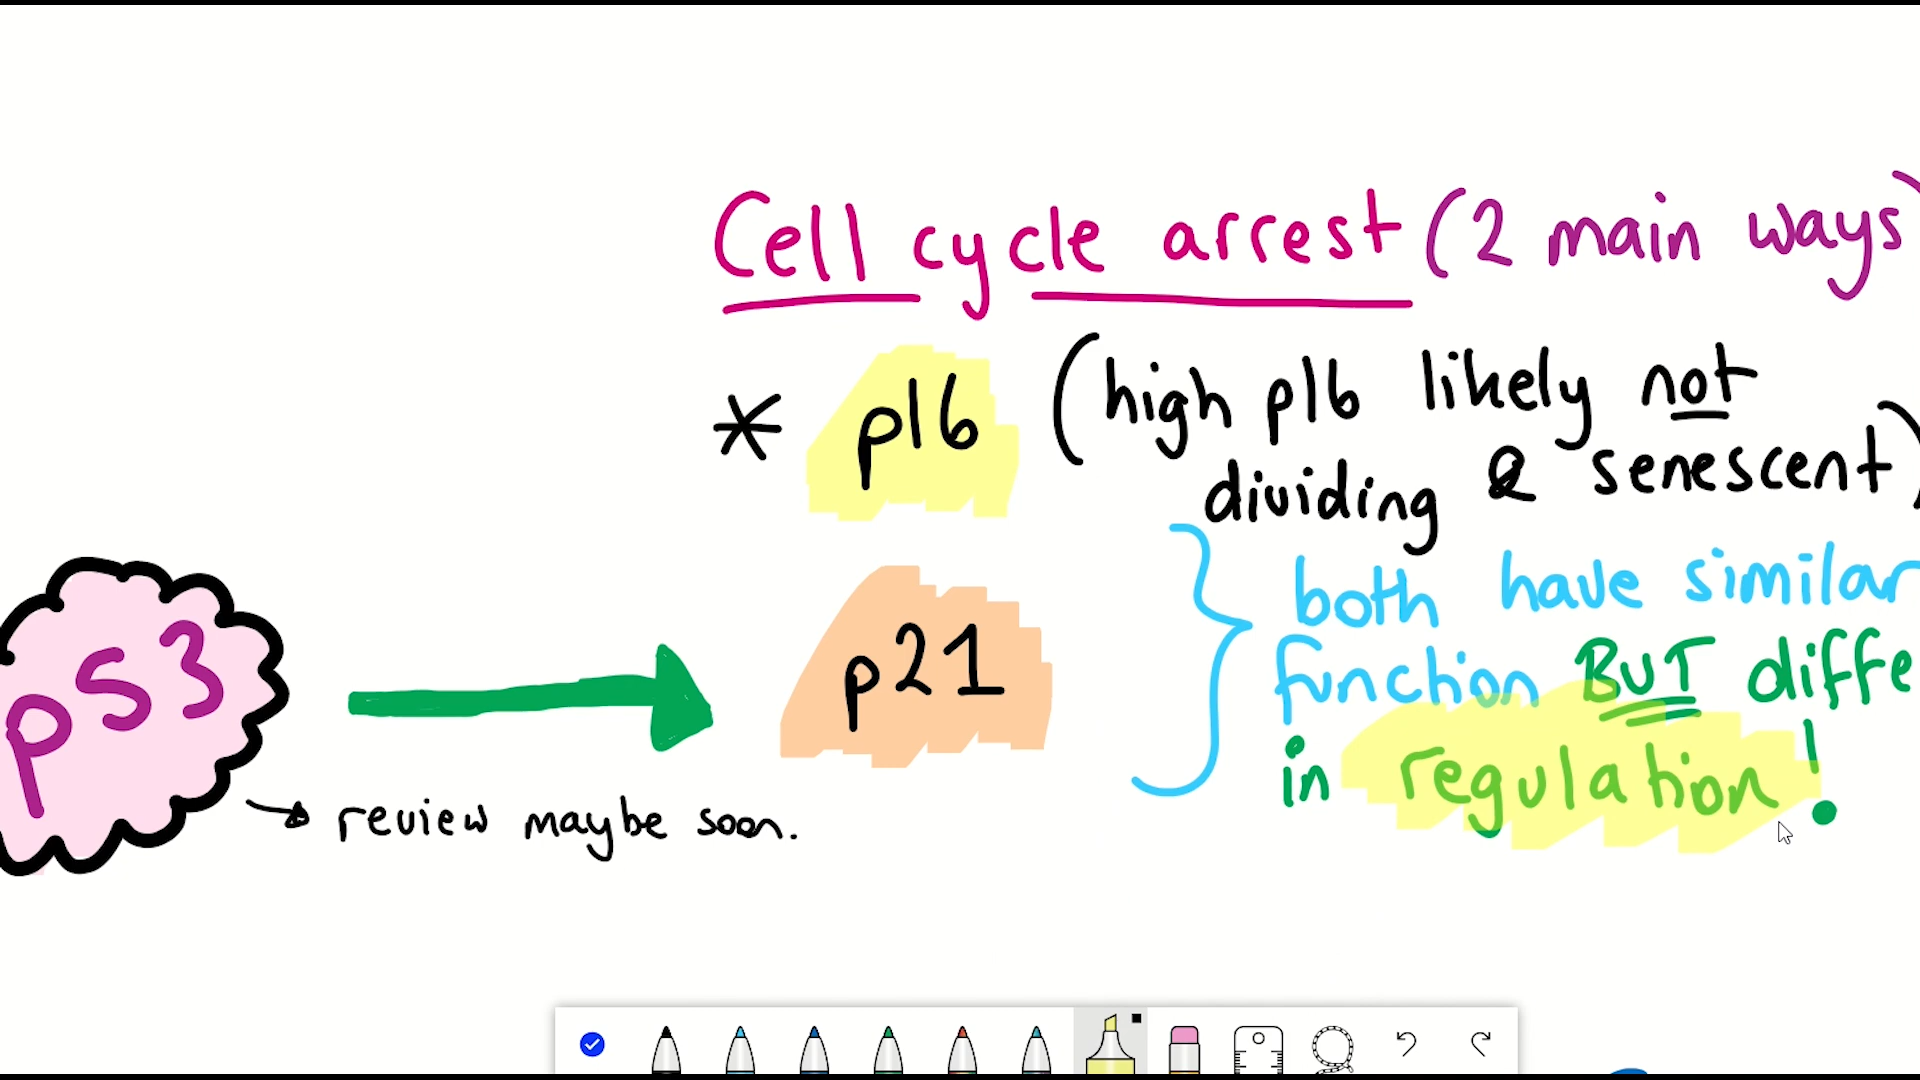 Cell cycle arrest (2 main ways)
* p16 (high p16 likely not
dividing & senescent)
both have similar
function BUT diffe
in regulation!
p53
p21
review maybe soon.